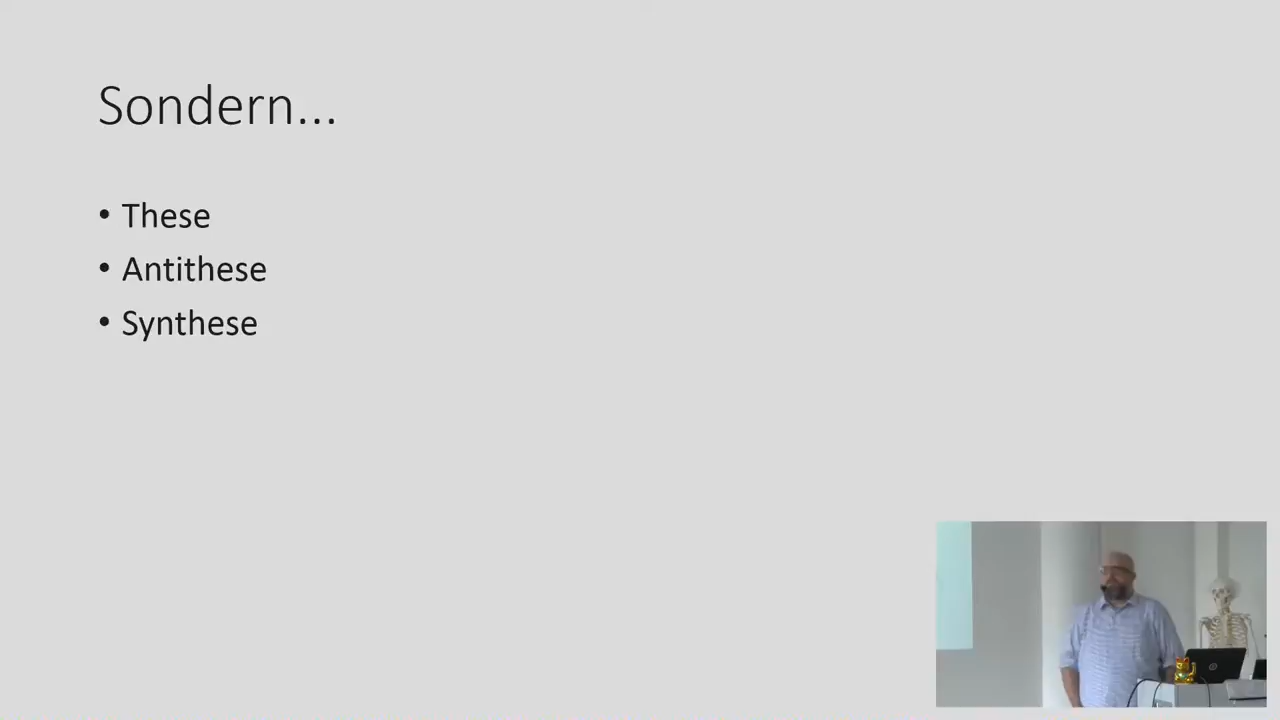 Sondern...
• These
• Antithese
• Synthese